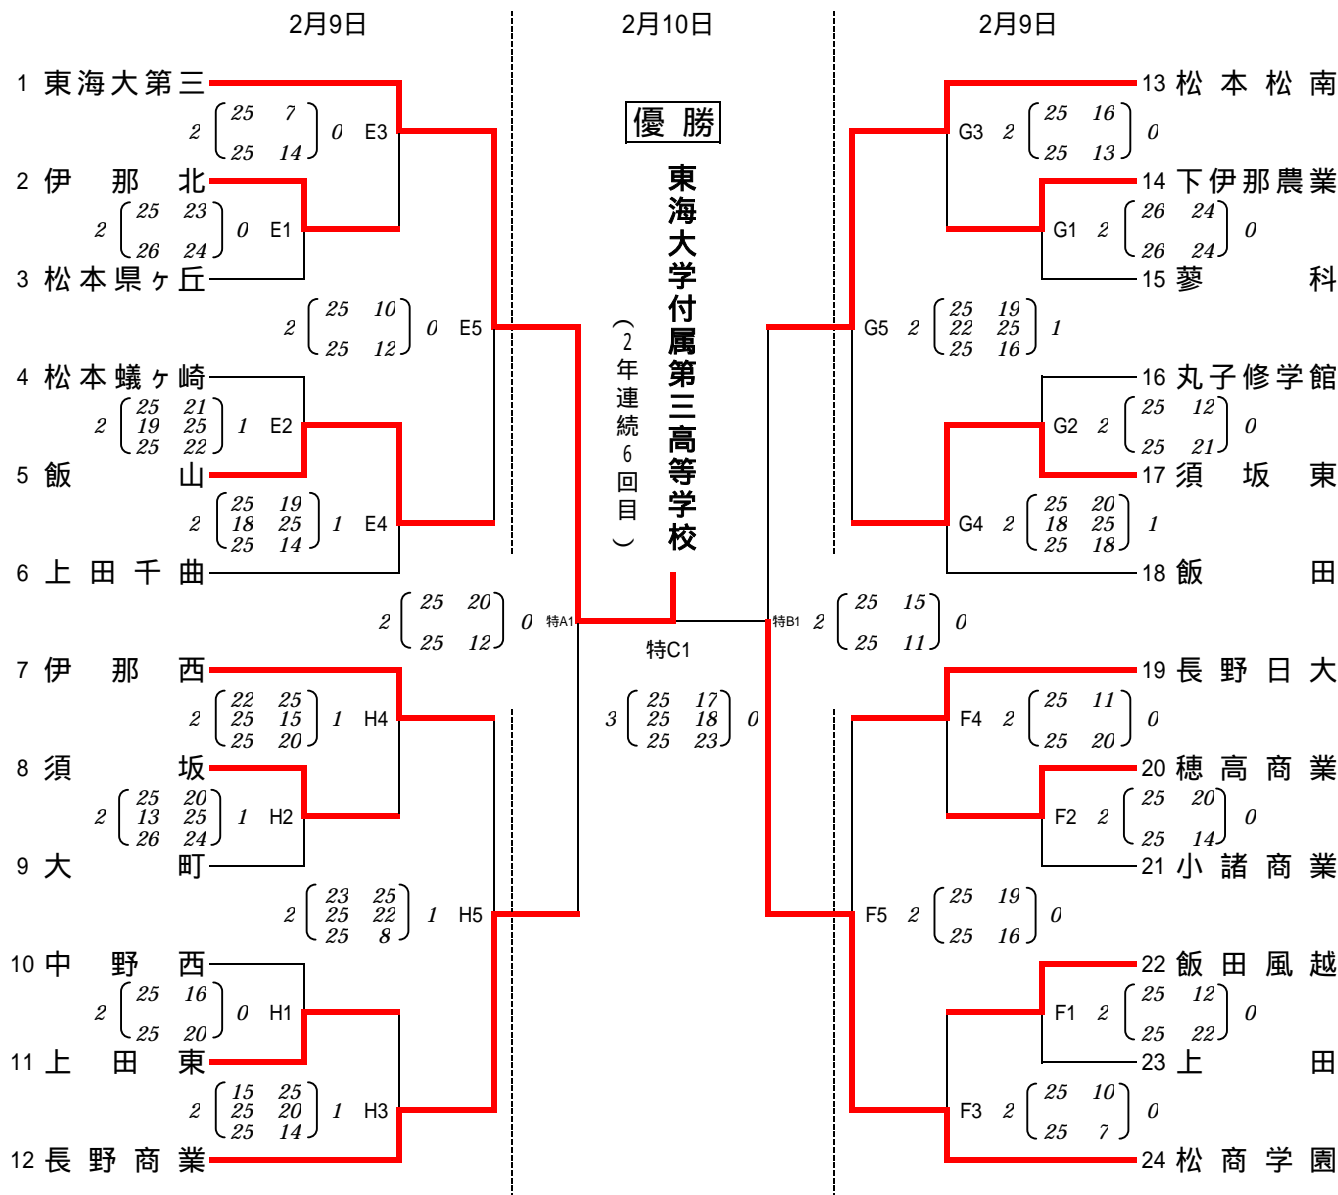 2月9日
2月10日
2月9日
優勝
東海大学付属第三高等学校
(2年連続6回目)
1 東海大第三
2 25 7 0 E3
25 14
2 伊那北
2 25 23 0 E1
26 24
3 松本県ヶ丘
2 25 10 0 E5
25 12
4 松本蟻ヶ崎
25 21
2 19 25 1 E2
25 22
5 飯山
25 19
2 18 25 1 E4
25 14
6 上田千曲
2 25 20 0 特A1
25 12
7 伊那西
22 25
2 25 15 1 H4
25 20
8 須坂
25 20
2 13 25 1 H2
26 24
9 大町
23 25
2 25 22 1 H5
25 8
10 中野西
2 25 16 0 H1
25 20
11 上田東
15 25
2 25 20 1 H3
25 14
12 長野商業
特C1
25 17
3 25 18 0
25 23
13 松本松南
G3 2 25 16 0
25 13
14 下伊那農業
G1 2 26 24 0
26 24
15 蓼科
25 19
G5 2 22 25 1
25 16
16 丸子修学館
G2 2 25 12 0
25 21
17 須坂東
25 20
G4 2 18 25 1
25 18
18 飯田
特B1 2 25 15 0
25 11
19 長野日大
F4 2 25 11 0
25 20
20 穂高商業
F2 2 25 20 0
25 14
21 小諸商業
F5 2 25 19 0
25 16
22 飯田風越
F1 2 25 12 0
25 22
23 上田
F3 2 25 10 0
25 7
24 松商学園